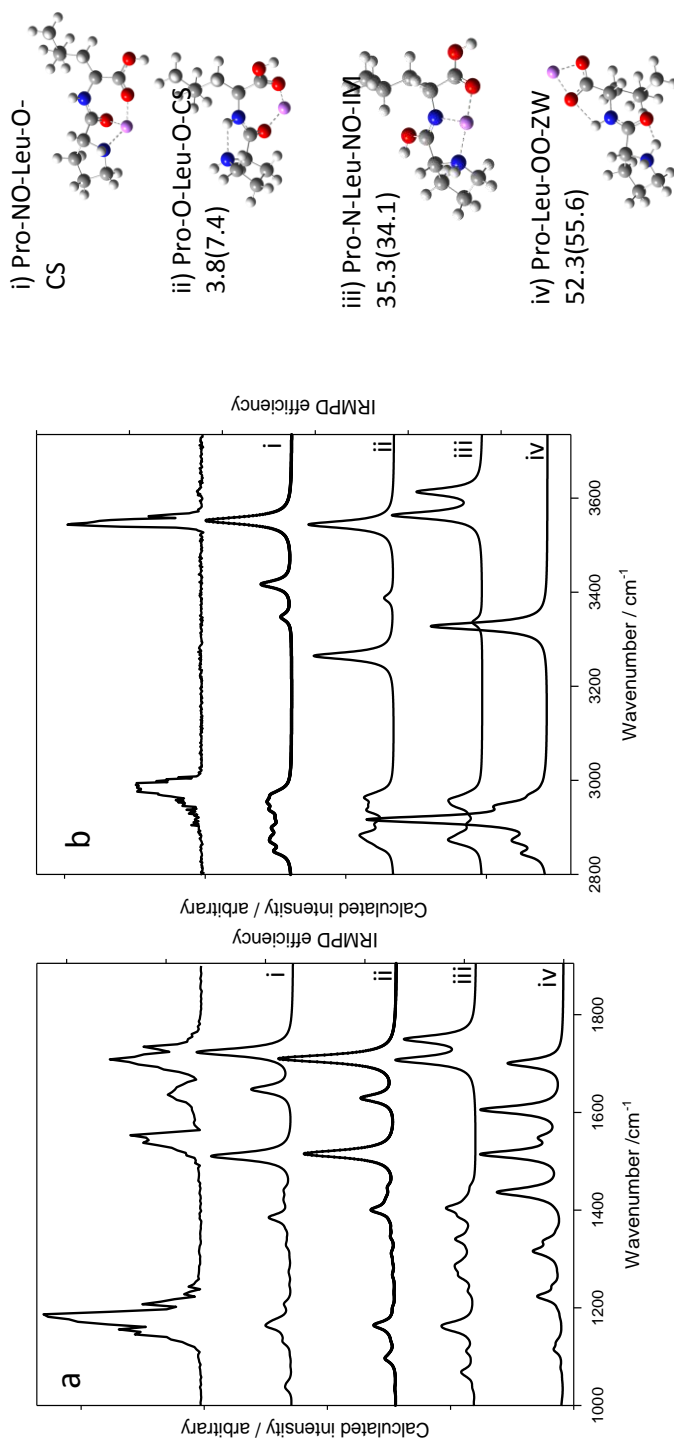 a
i
ii
iii
iv
1000
1200
1400
1600
1800
Wavenumber /cm-1
Calculated intensity / arbitrary
IRMPD efficiency
b
i
ii
iii
iv
2800
3000
3200
3400
3600
Wavenumber / cm-1
Calculated intensity / arbitrary
IRMPD efficiency
i) Pro-NO-Leu-O-
CS
ii) Pro-O-Leu-O-CS
3.8(7.4)
iii) Pro-N-Leu-NO-IM
35.3(34.1)
iv) Pro-Leu-OO-ZW
52.3(55.6)